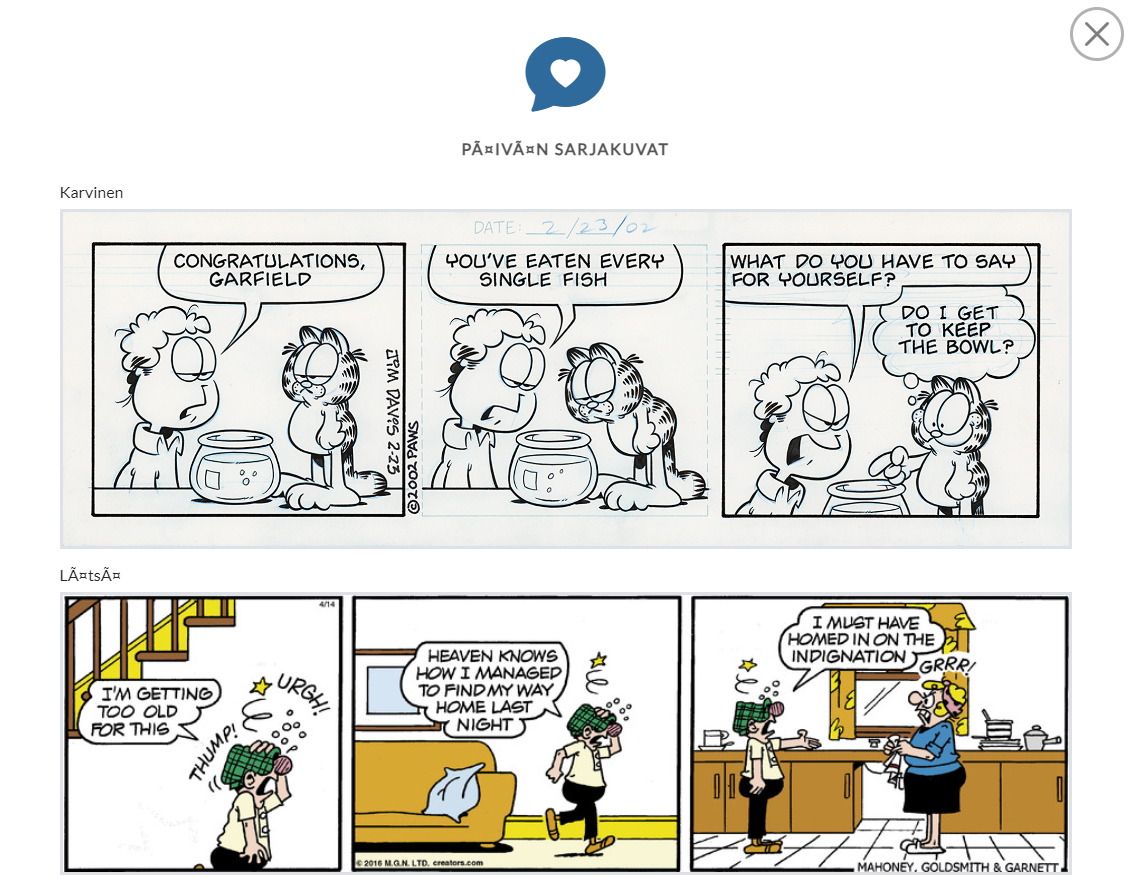 PÃ¤IVÃ¤N SARJAKUVAT
Karvinen
DATE: 2/23/02
CONGRATULATIONS,
GARFIELD
JIM DAVIS 2-23
©2002 PAWS
YOU'VE EATEN EVERY
SINGLE FISH
WHAT DO YOU HAVE TO SAY
FOR YOURSELF?
DO I GET
TO KEEP
THE BOWL?
LÃ¤tsÃ¤
4/14
I'M GETTING
TOO OLD
FOR THIS
THUMP!
URGH!
HEAVEN KNOWS
HOW I MANAGED
TO FIND MY WAY
HOME LAST
NIGHT
© 2016 M.G.N. LTD. creators.com
I MUST HAVE
HOMED IN ON THE
INDIGNATION
GRRR!
MAHONEY, GOLDSMITH & GARNETT